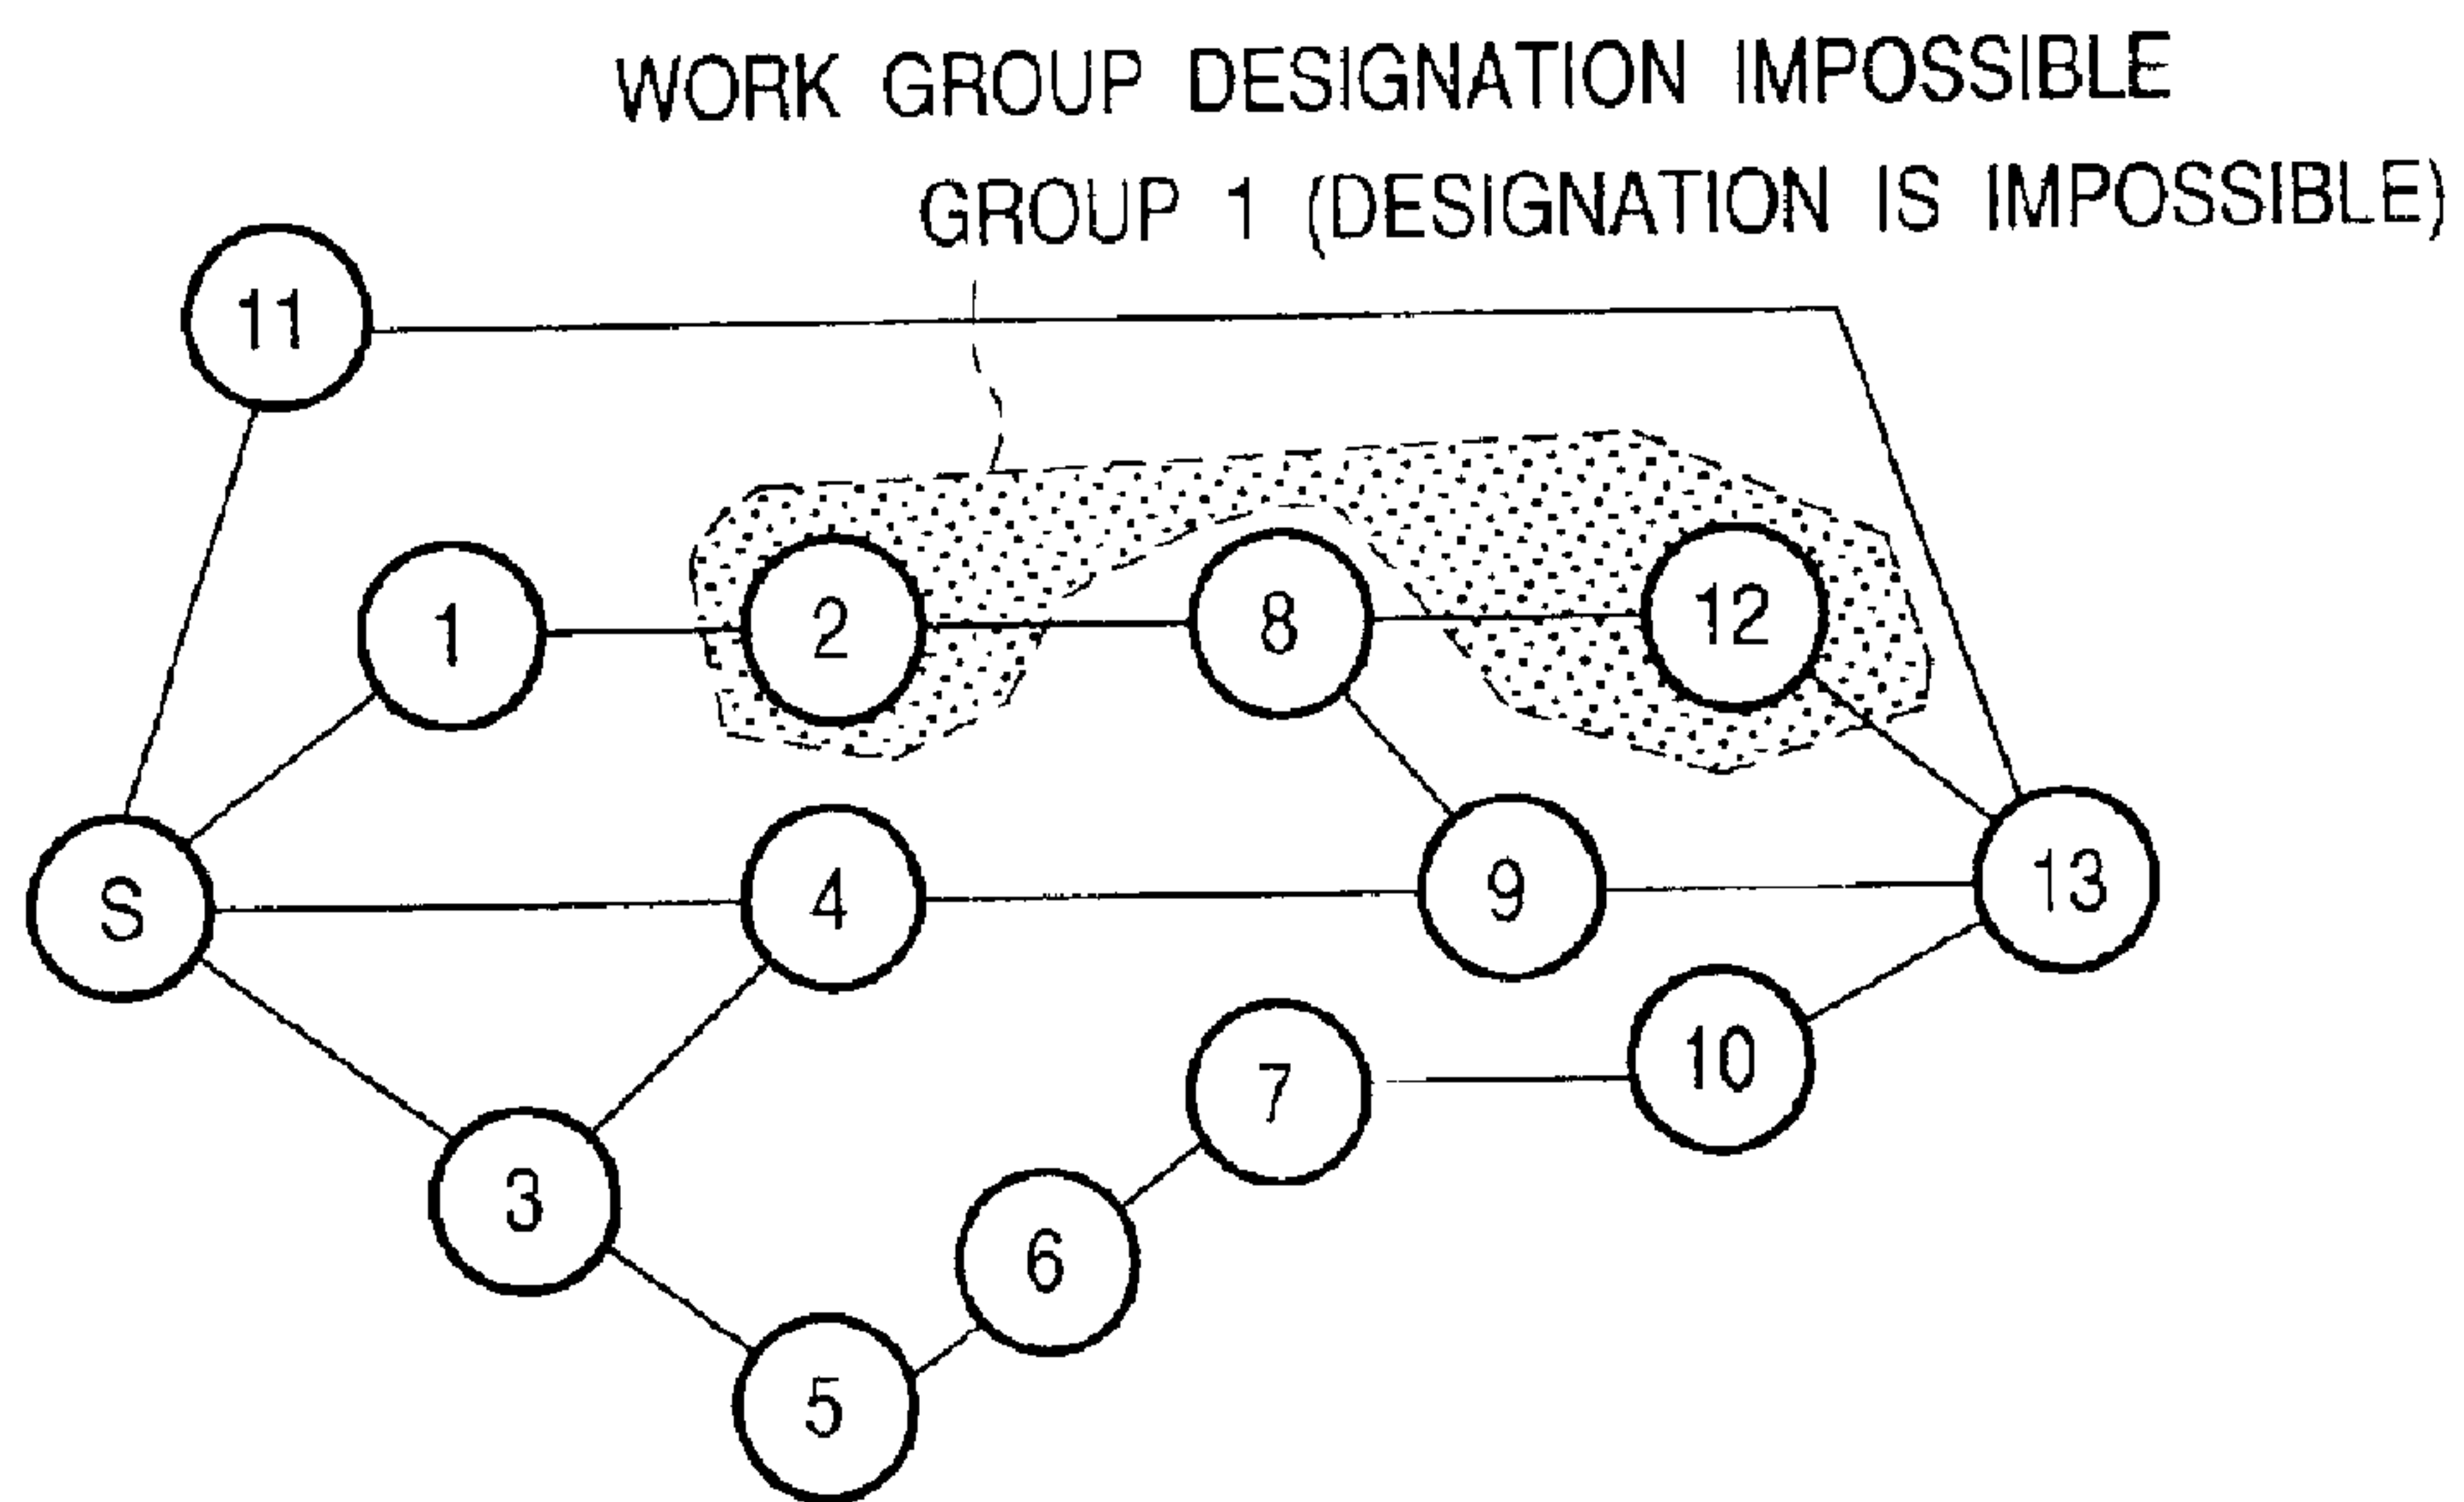 WORK GROUP DESIGNATION IMPOSSIBLE
GROUP 1 (DESIGNATION IS IMPOSSIBLE)
11
1 2 8 12
S 4 9 13
7 10
3 6
5